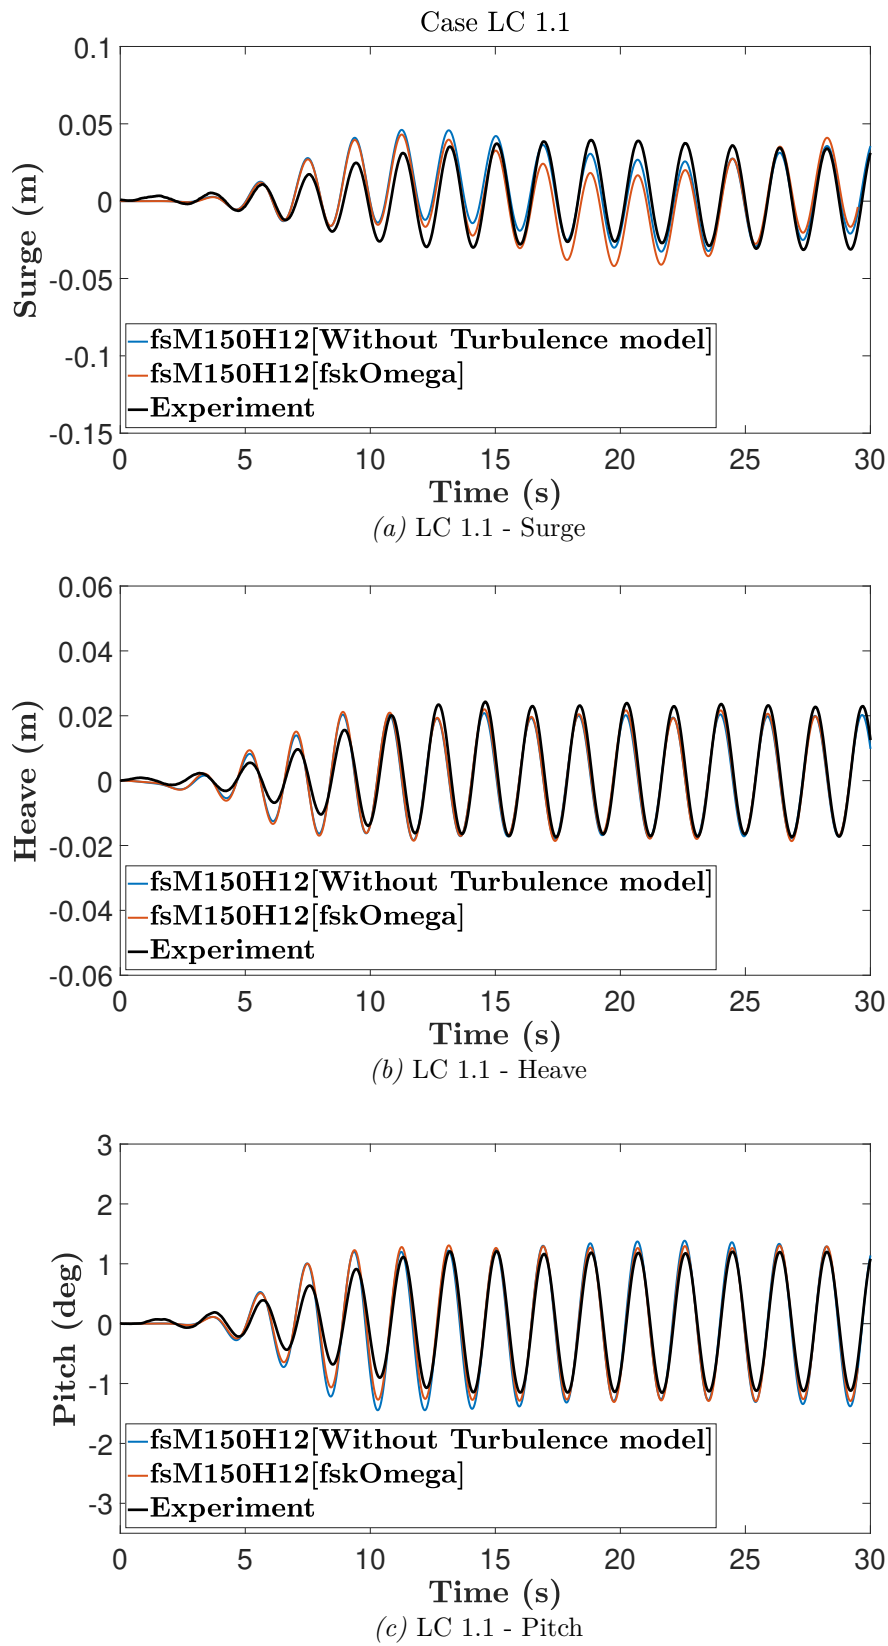 Case LC 1.1
0.1
0.05
0
-0.05
-0.1
-0.15
Surge (m)
fsM150H12[Without Turbulence model]
fsM150H12[fskOmega]
Experiment
0 5 10 15 20 25 30
Time (s)
(a) LC 1.1 - Surge
0.06
0.04
0.02
0
-0.02
-0.04
-0.06
Heave (m)
fsM150H12[Without Turbulence model]
fsM150H12[fskOmega]
Experiment
0 5 10 15 20 25 30
Time (s)
(b) LC 1.1 - Heave
3
2
1
0
-1
-2
-3
Pitch (deg)
fsM150H12[Without Turbulence model]
fsM150H12[fskOmega]
Experiment
0 5 10 15 20 25 30
Time (s)
(c) LC 1.1 - Pitch